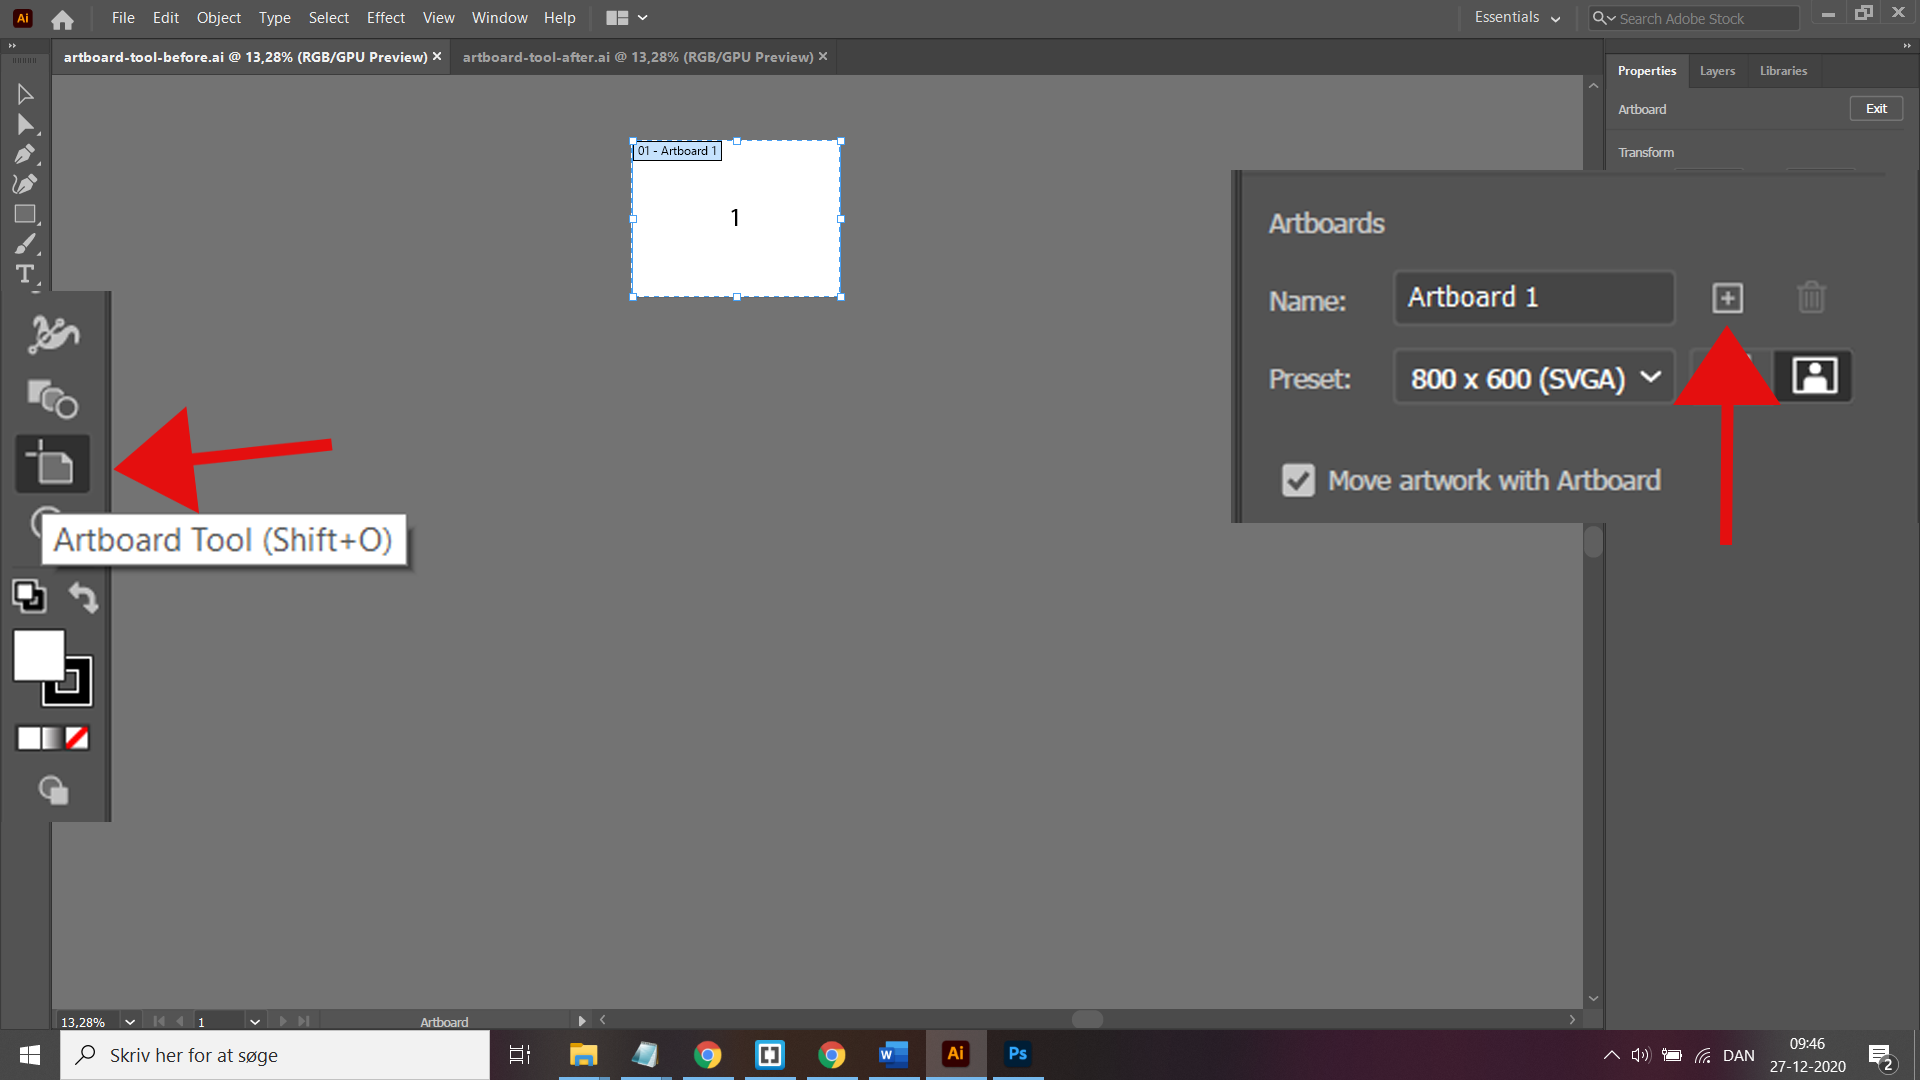 Ai File Edit Object Type Select Effect View Window Help Essentials Search Adobe Stock
artboard-tool-before.ai @ 13,28% (RGB/GPU Preview) artboard-tool-after.ai @ 13,28% (RGB/GPU Preview)
Properties Layers Libraries
Artboard Exit
Transform
01 - Artboard 1
1
Artboards
Name: Artboard 1
Preset: 800 x 600 (SVGA)
Move artwork with Artboard
T
Artboard Tool (Shift+O)
13,28% 1 Artboard
Skriv her for at søge
W Ai Ps
DAN
09:46
27-12-2020
2